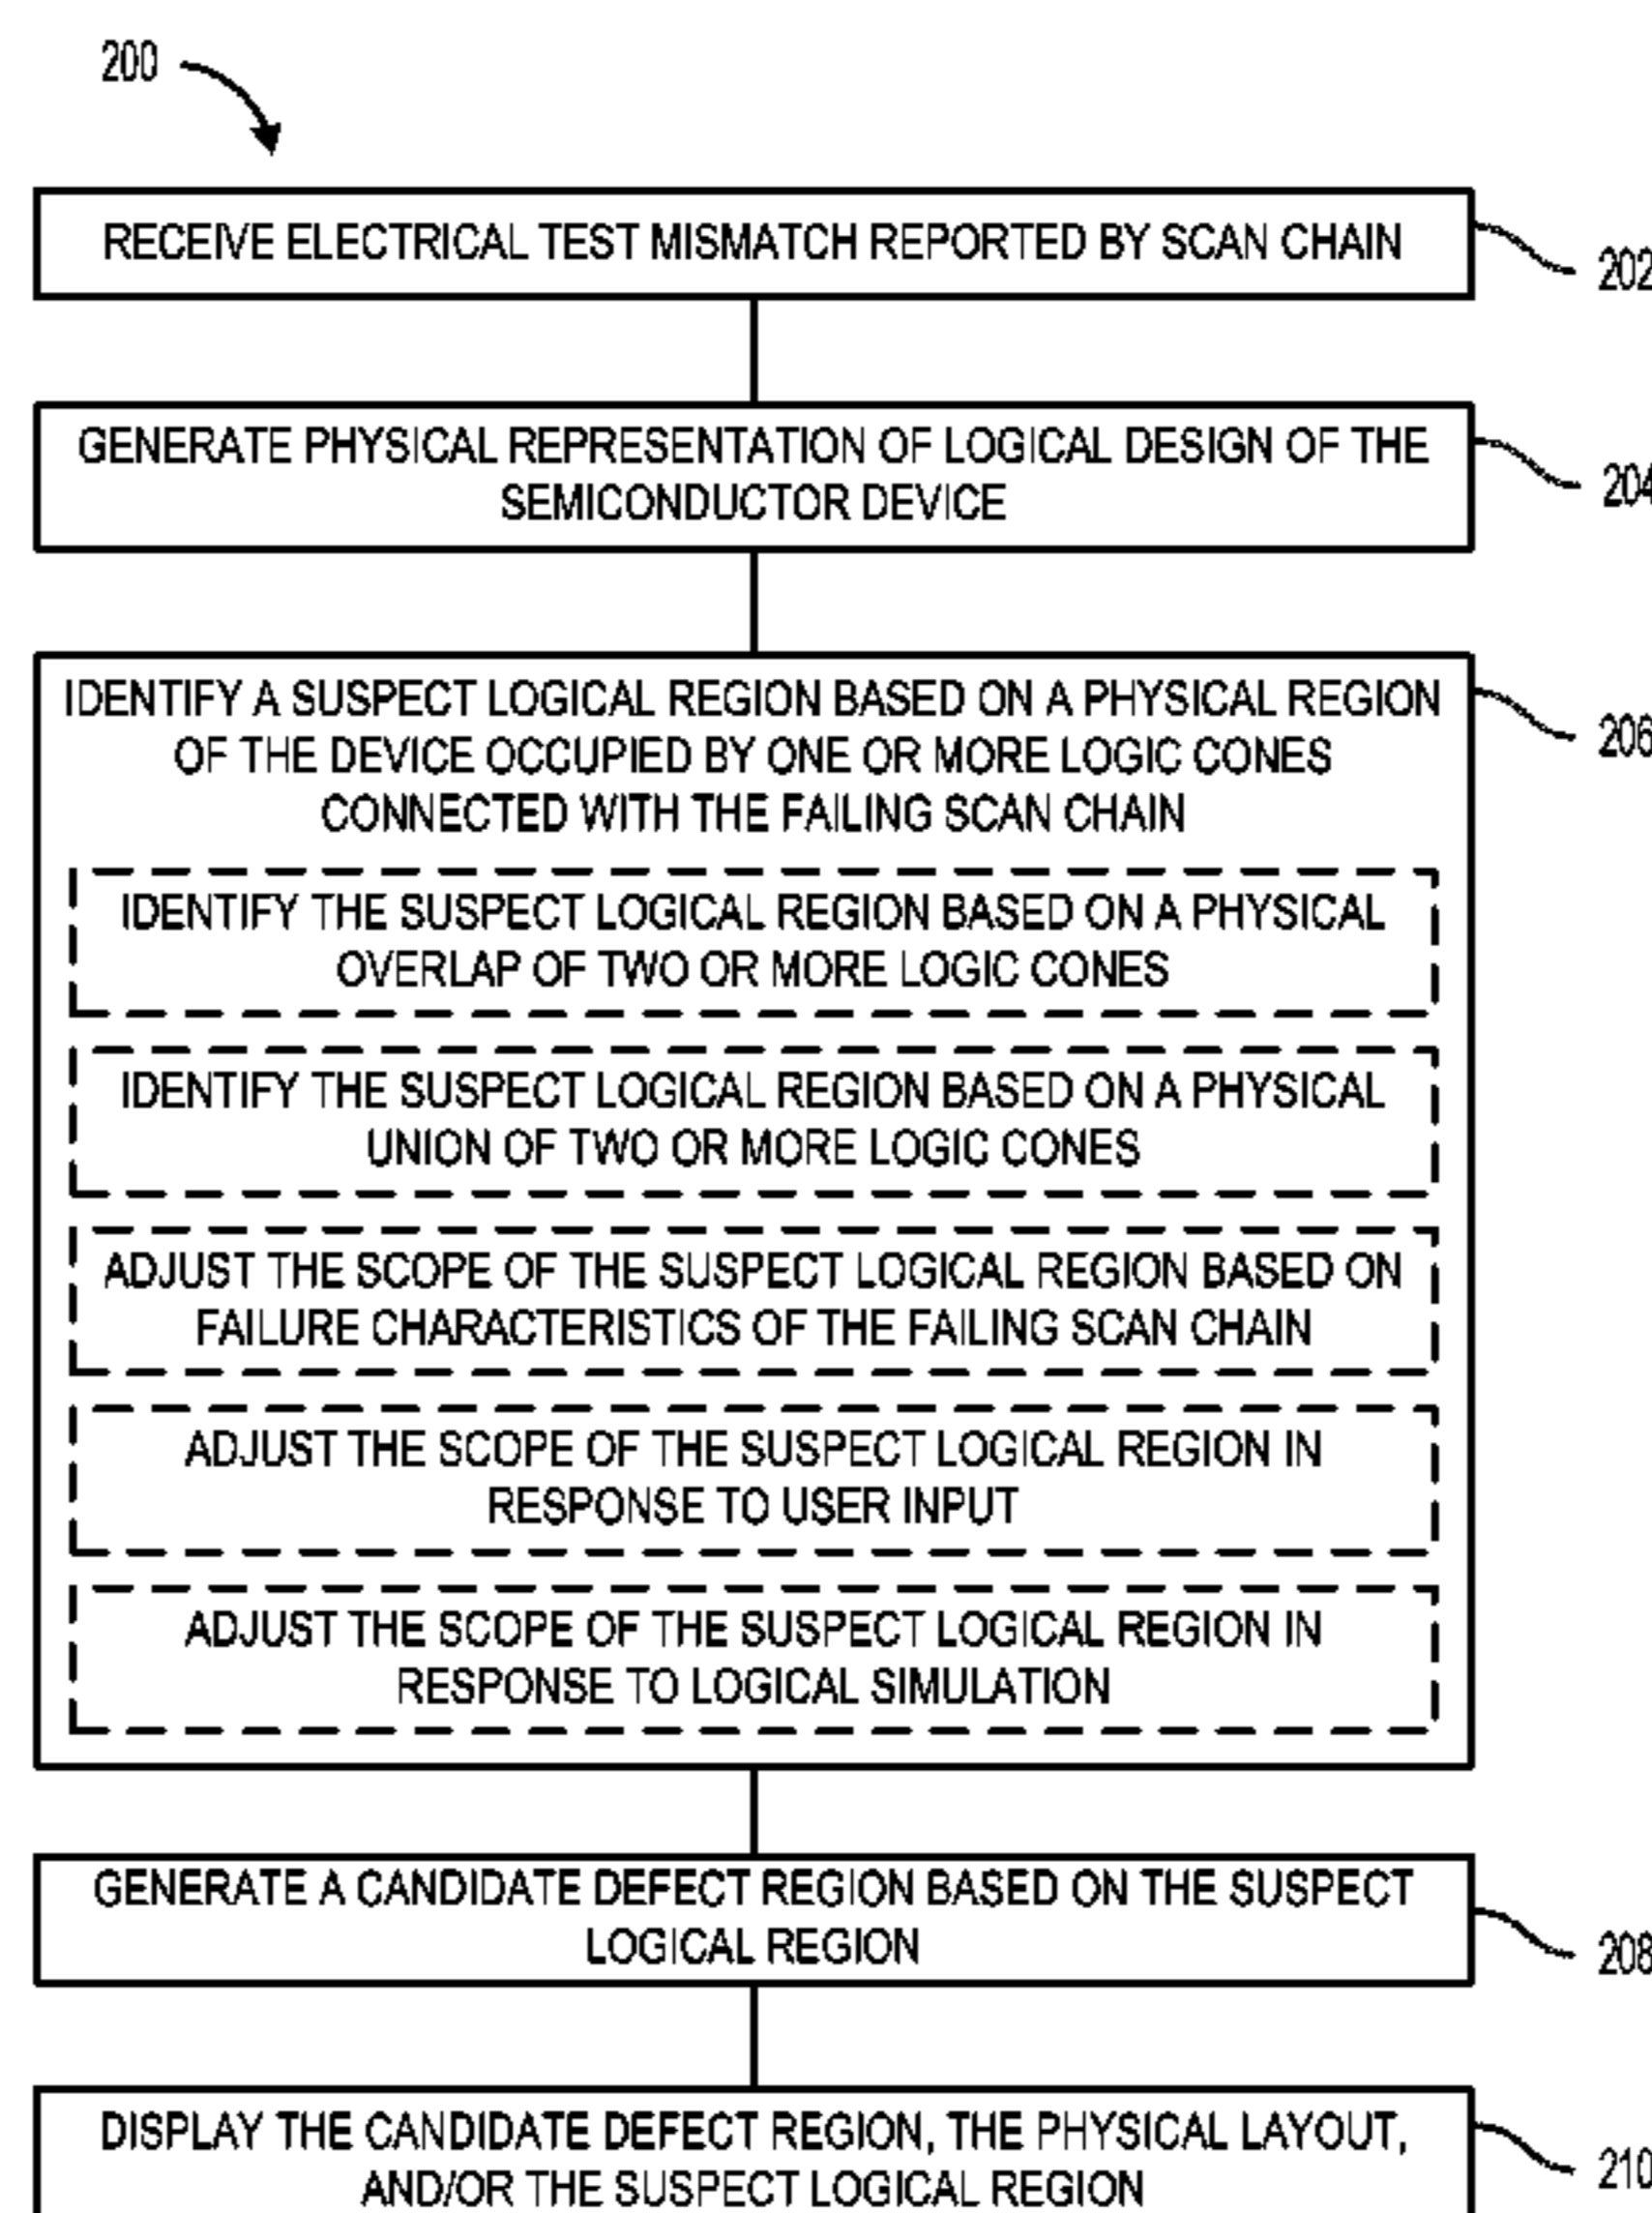 200
RECEIVE ELECTRICAL TEST MISMATCH REPORTED BY SCAN CHAIN
202
GENERATE PHYSICAL REPRESENTATION OF LOGICAL DESIGN OF THE
SEMICONDUCTOR DEVICE
204
IDENTIFY A SUSPECT LOGICAL REGION BASED ON A PHYSICAL REGION
OF THE DEVICE OCCUPIED BY ONE OR MORE LOGIC CONES
CONNECTED WITH THE FAILING SCAN CHAIN
206
IDENTIFY THE SUSPECT LOGICAL REGION BASED ON A PHYSICAL
OVERLAP OF TWO OR MORE LOGIC CONES
IDENTIFY THE SUSPECT LOGICAL REGION BASED ON A PHYSICAL
UNION OF TWO OR MORE LOGIC CONES
ADJUST THE SCOPE OF THE SUSPECT LOGICAL REGION BASED ON
FAILURE CHARACTERISTICS OF THE FAILING SCAN CHAIN
ADJUST THE SCOPE OF THE SUSPECT LOGICAL REGION IN
RESPONSE TO USER INPUT
ADJUST THE SCOPE OF THE SUSPECT LOGICAL REGION IN
RESPONSE TO LOGICAL SIMULATION
GENERATE A CANDIDATE DEFECT REGION BASED ON THE SUSPECT
LOGICAL REGION
208
DISPLAY THE CANDIDATE DEFECT REGION, THE PHYSICAL LAYOUT,
AND/OR THE SUSPECT LOGICAL REGION
210